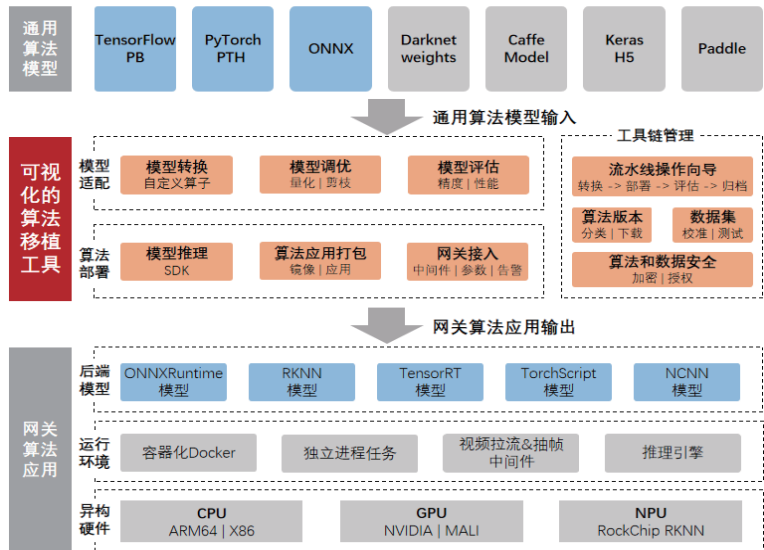 通用
算法
模型
TensorFlow
PB
PyTorch
PTH
ONNX
Darknet
weights
Caffe
Model
Keras
H5
Paddle
通用算法模型输入
可视
化的
算法
移植
工具
模型
适配
模型转换
自定义算子
模型调优
量化 | 剪枝
模型评估
精度 | 性能
算法
部署
模型推理
SDK
算法应用打包
镜像 | 应用
网关接入
中间件 | 参数 | 告警
工具链管理
流水线操作向导
转换 -> 部署 -> 评估 -> 归档
算法版本
分类 | 下载
数据集
校准 | 测试
算法和数据安全
加密 | 授权
网关算法应用输出
网关
算法
应用
后端
模型
ONNXRuntime
模型
RKNN
模型
TensorRT
模型
TorchScript
模型
NCNN
模型
运行
环境
容器化Docker
独立进程任务
视频拉流&抽帧
中间件
推理引擎
异构
硬件
CPU
ARM64 | X86
GPU
NVIDIA | MALI
NPU
RockChip RKNN